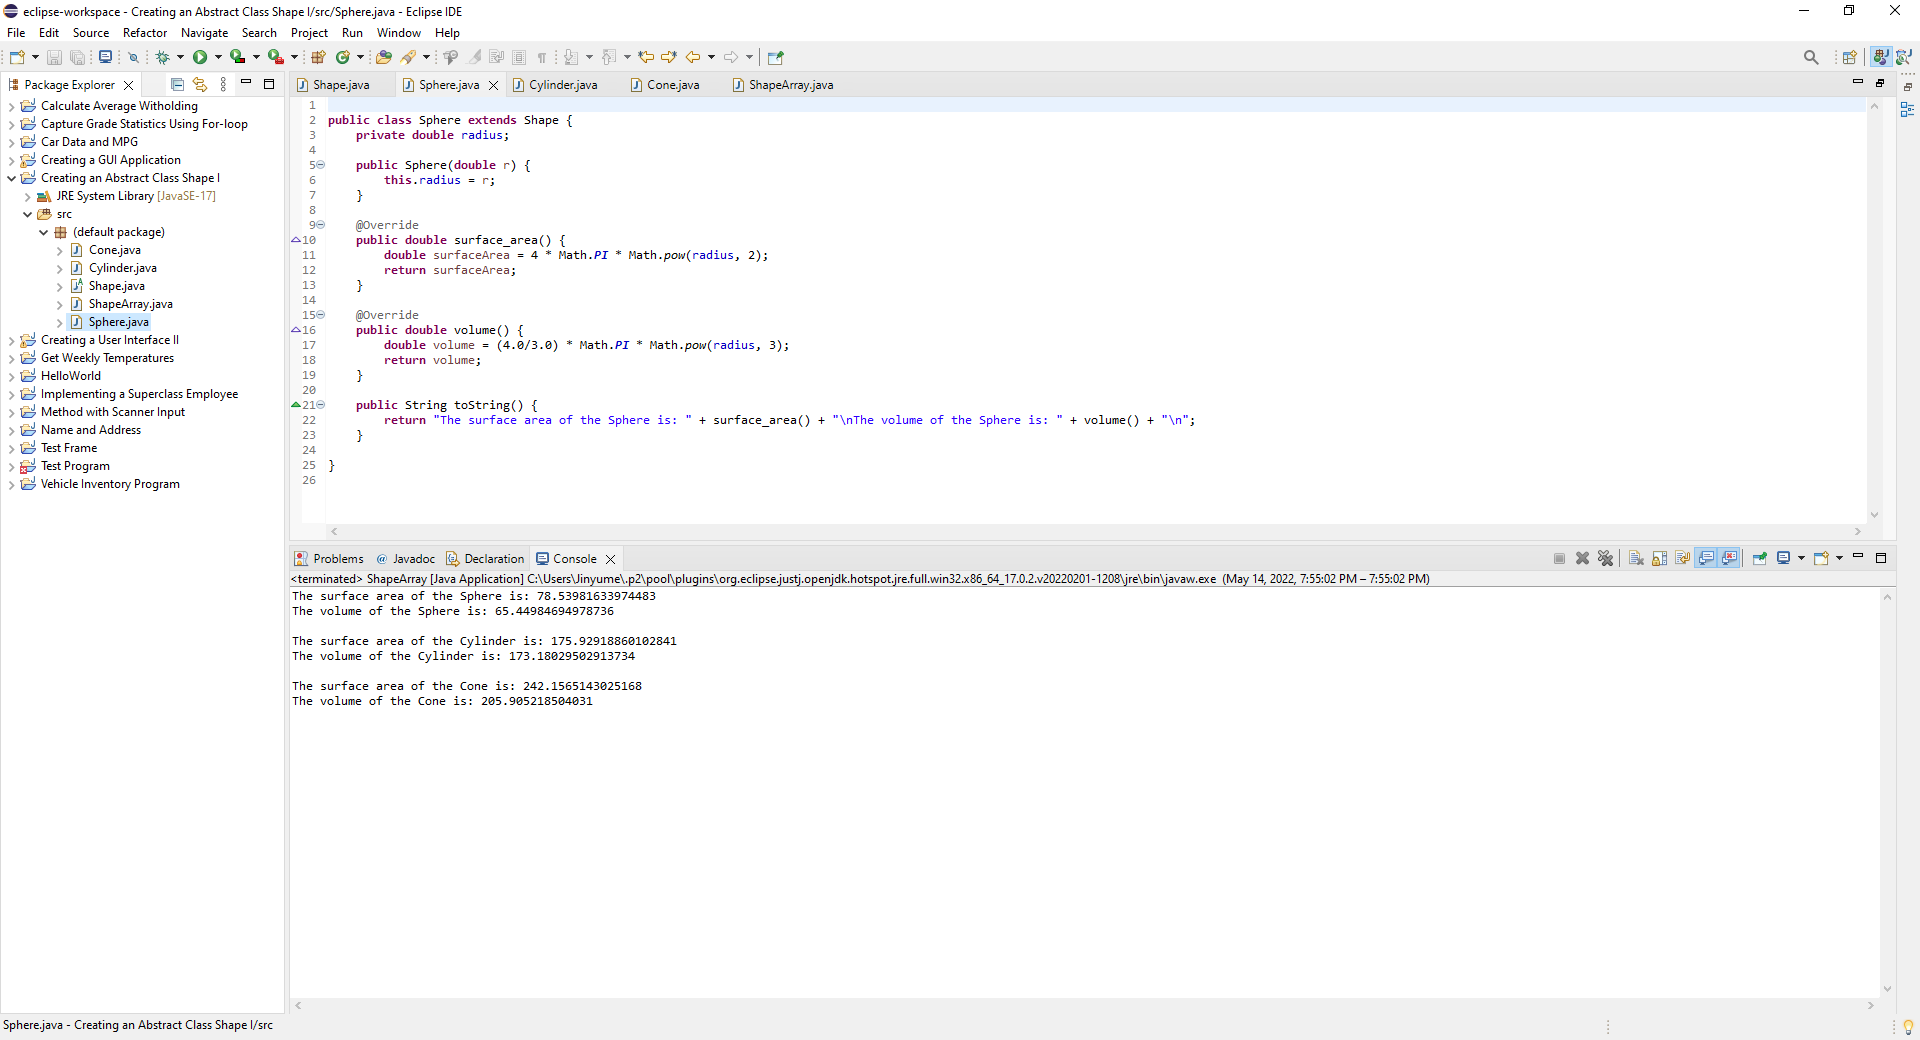 eclipse-workspace - Creating an Abstract Class Shape I/src/Sphere.java - Eclipse IDE
File Edit Source Refactor Navigate Search Project Run Window Help
Package Explorer
Calculate Average Witholding
Capture Grade Statistics Using For-loop
Car Data and MPG
Creating a GUI Application
Creating an Abstract Class Shape I
JRE System Library [JavaSE-17]
src
(default package)
Cone.java
Cylinder.java
Shape.java
ShapeArray.java
Sphere.java
Creating a User Interface II
Get Weekly Temperatures
HelloWorld
Implementing a Superclass Employee
Method with Scanner Input
Name and Address
Test Frame
Test Program
Vehicle Inventory Program
Shape.java Sphere.java Cylinder.java Cone.java ShapeArray.java
1
2 public class Sphere extends Shape {
3     private double radius;
4
5     public Sphere(double r) {
6         this.radius = r;
7     }
8
9     @Override
10     public double surface_area() {
11         double surfaceArea = 4 * Math.PI * Math.pow(radius, 2);
12         return surfaceArea;
13     }
14
15     @Override
16     public double volume() {
17         double volume = (4.0/3.0) * Math.PI * Math.pow(radius, 3);
18         return volume;
19     }
20
21     public String toString() {
22         return "The surface area of the Sphere is: " + surface_area() + "\nThe volume of the Sphere is: " + volume() + "\n";
23     }
24
25 }
26
Problems @ Javadoc Declaration Console
<terminated> ShapeArray [Java Application] C:\Users\Jinyume\.p2\pool\plugins\org.eclipse.justj.openjdk.hotspot.jre.full.win32.x86_64_17.0.2.v20220201-1208\jre\bin\javaw.exe (May 14, 2022, 7:55:02 PM – 7:55:02 PM)
The surface area of the Sphere is: 78.53981633974483
The volume of the Sphere is: 65.44984694978736
The surface area of the Cylinder is: 175.92918860102841
The volume of the Cylinder is: 173.18029502913734
The surface area of the Cone is: 242.1565143025168
The volume of the Cone is: 205.905218504031
Sphere.java - Creating an Abstract Class Shape I/src